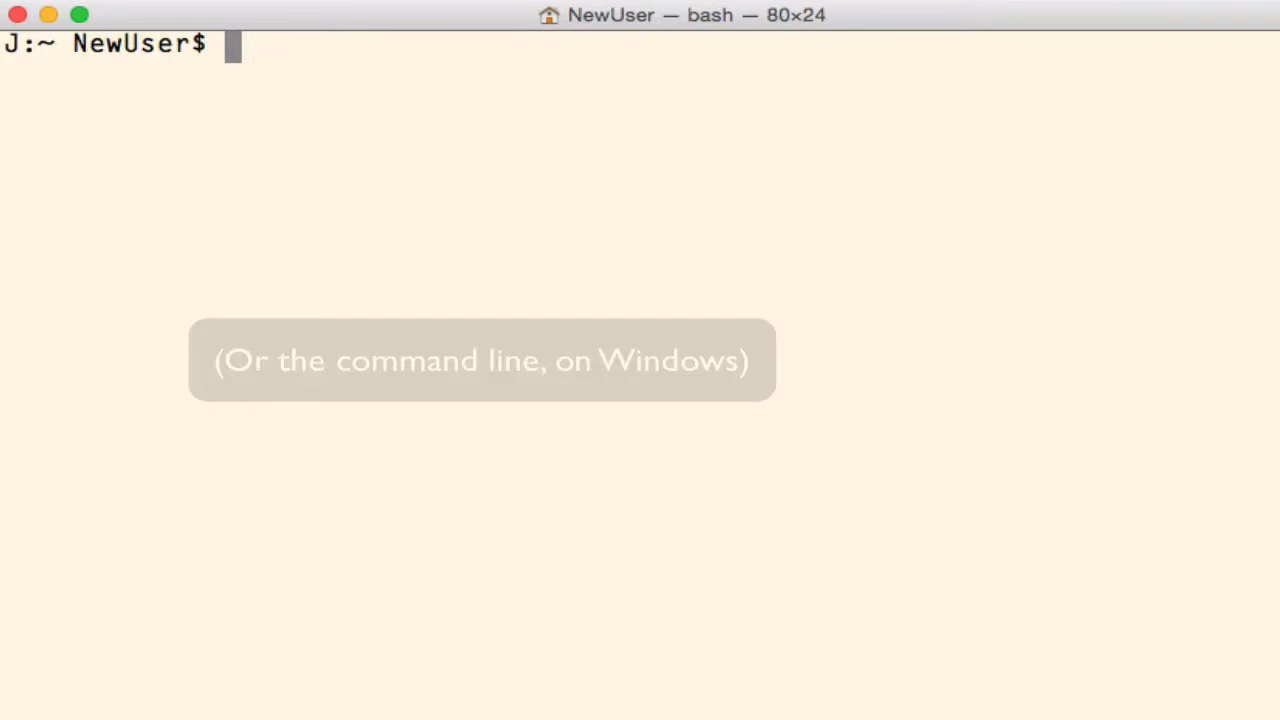 NewUser — bash — 80×24
J:~ NewUser$
(Or the command line, on Windows)